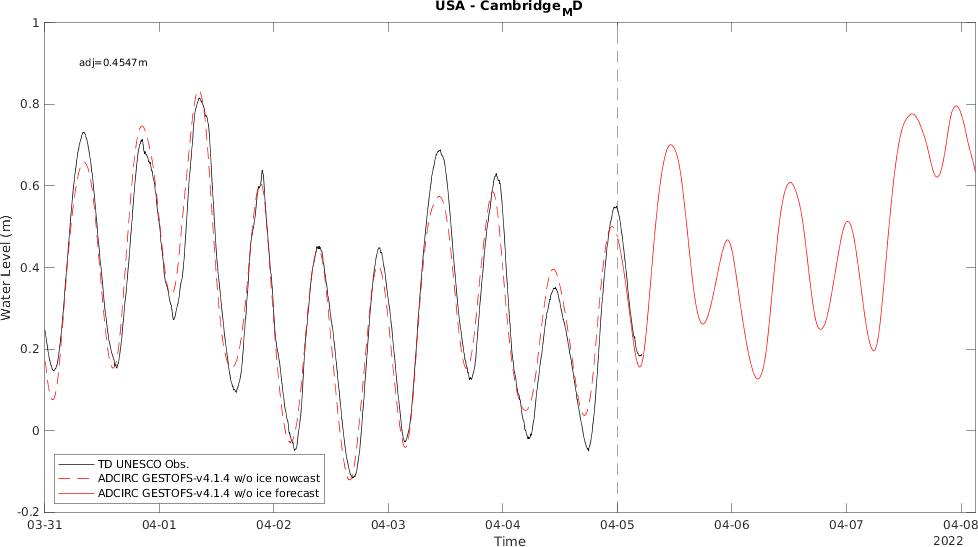 USA - Cambridge_MD
1
adj=0.4547m
0.8
0.6
0.4
0.2
0
-0.2
Water Level (m)
TD UNESCO Obs.
ADCIRC GESTOFS-v4.1.4 w/o ice nowcast
ADCIRC GESTOFS-v4.1.4 w/o ice forecast
03-31 04-01 04-02 04-03 04-04 04-05 04-06 04-07 04-08
Time
2022